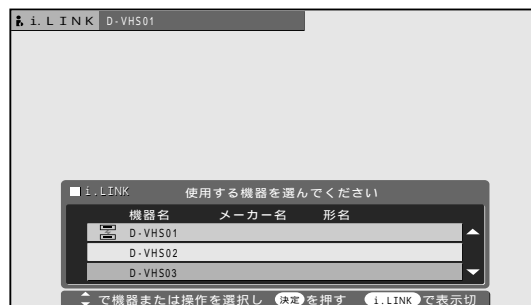 i.LINK D-VHS01
i.LINK 使用する機器を選んでください
機器名 メーカー名 形名
D-VHS01
D-VHS02
D-VHS03
で機器または操作を選択し 決定 を押す i.LINK で表示切